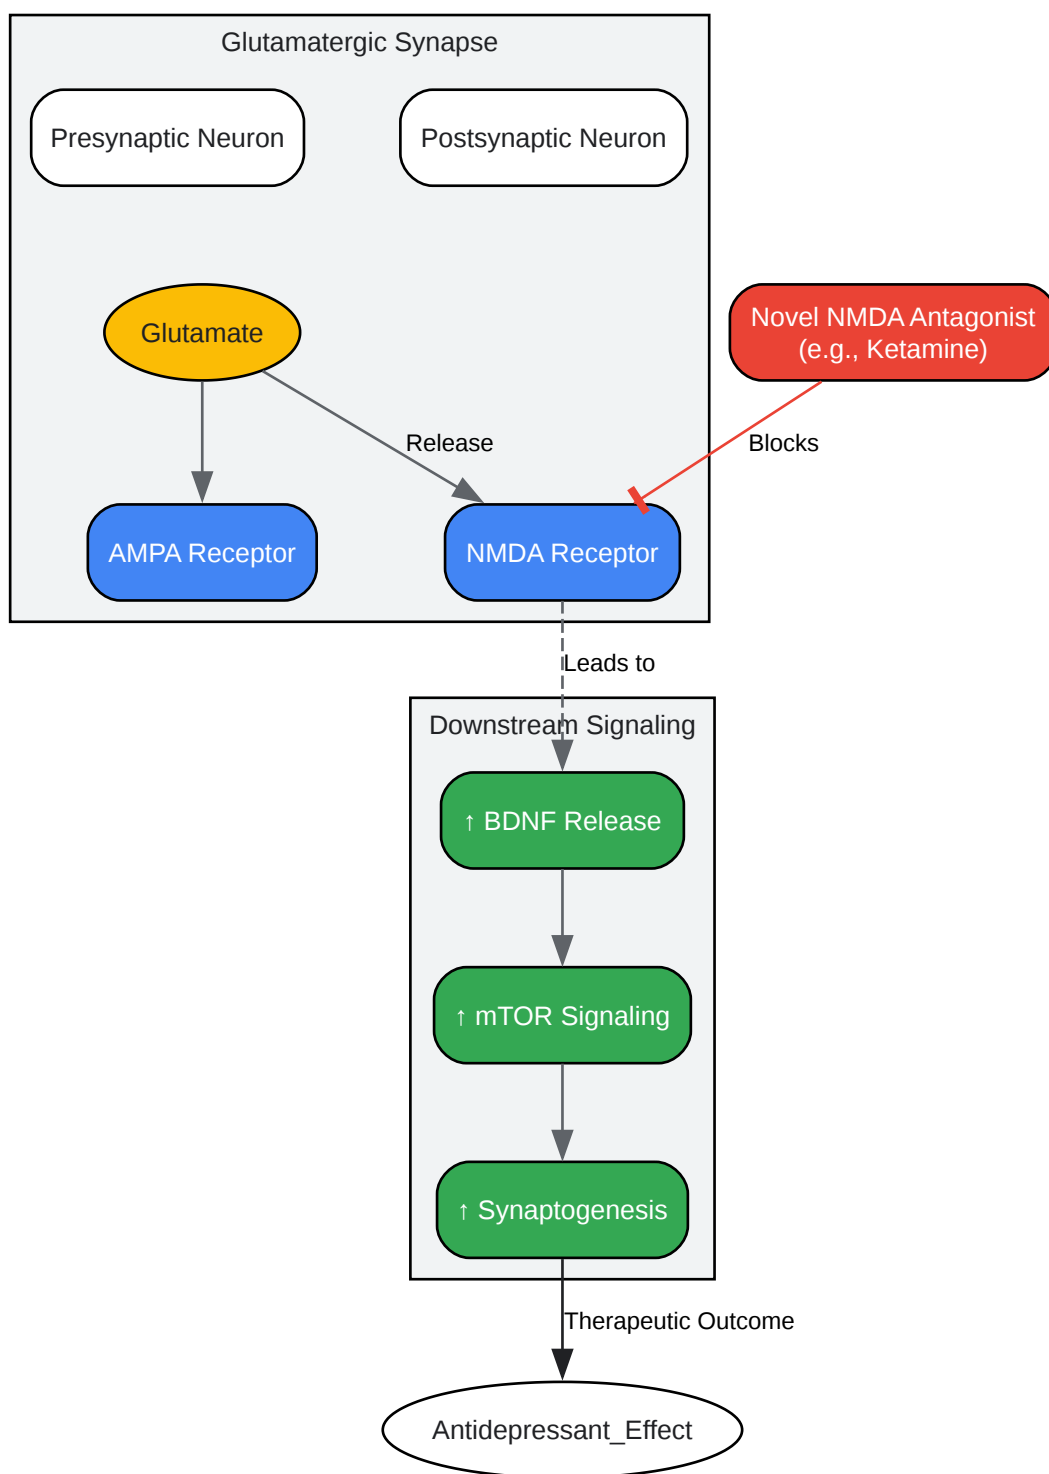 Glutamatergic Synapse
Presynaptic Neuron
Postsynaptic Neuron
Glutamate
Novel NMDA Antagonist
(e.g., Ketamine)
Release
Blocks
AMPA Receptor
NMDA Receptor
Leads to
Downstream Signaling
↑ BDNF Release
↑ mTOR Signaling
↑ Synaptogenesis
Therapeutic Outcome
Antidepressant_Effect